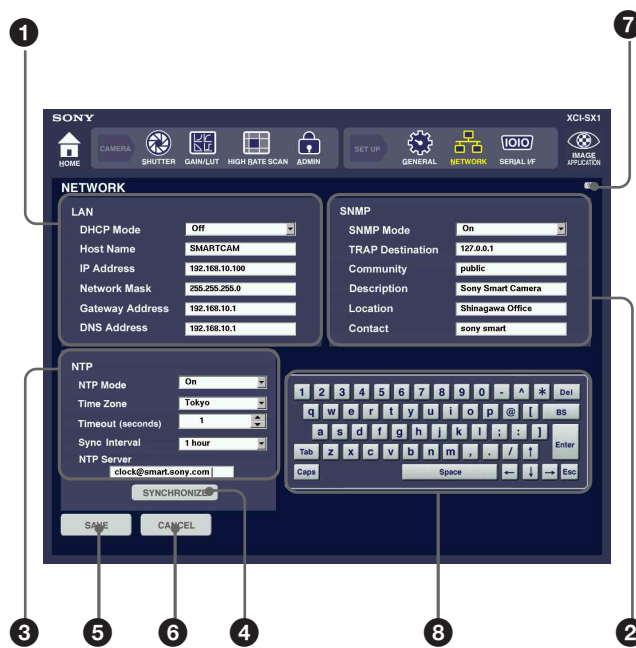 1
7
SONY
XCI-SX1
HOME
CAMERA
SHUTTER
GAIN/LUT
HIGH RATE SCAN
ADMIN
SET UP
GENERAL
NETWORK
IOIO
SERIAL I/F
IMAGE
APPLICATION
NETWORK
LAN
DHCP Mode Off
Host Name SMARTCAM
IP Address 192.168.10.100
Network Mask 255.255.255.0
Gateway Address 192.168.10.1
DNS Address 192.168.10.1
SNMP
SNMP Mode On
TRAP Destination 127.0.0.1
Community public
Description Sony Smart Camera
Location Shinagawa Office
Contact sony smart
NTP
NTP Mode On
Time Zone Tokyo
Timeout (seconds) 1
Sync Interval 1 hour
NTP Server
clock@smart.sony.com
SYNCHRONIZE
SAVE
CANCEL
1 2 3 4 5 6 7 8 9 0 - ^ * Del
q w e r t y u i o p @ [ BS
a s d f g h j k l ; : ]
Enter
Tab z x c v b n m , . / ↑
Caps Space ← ↓ → Esc
3
5
6
4
8
2